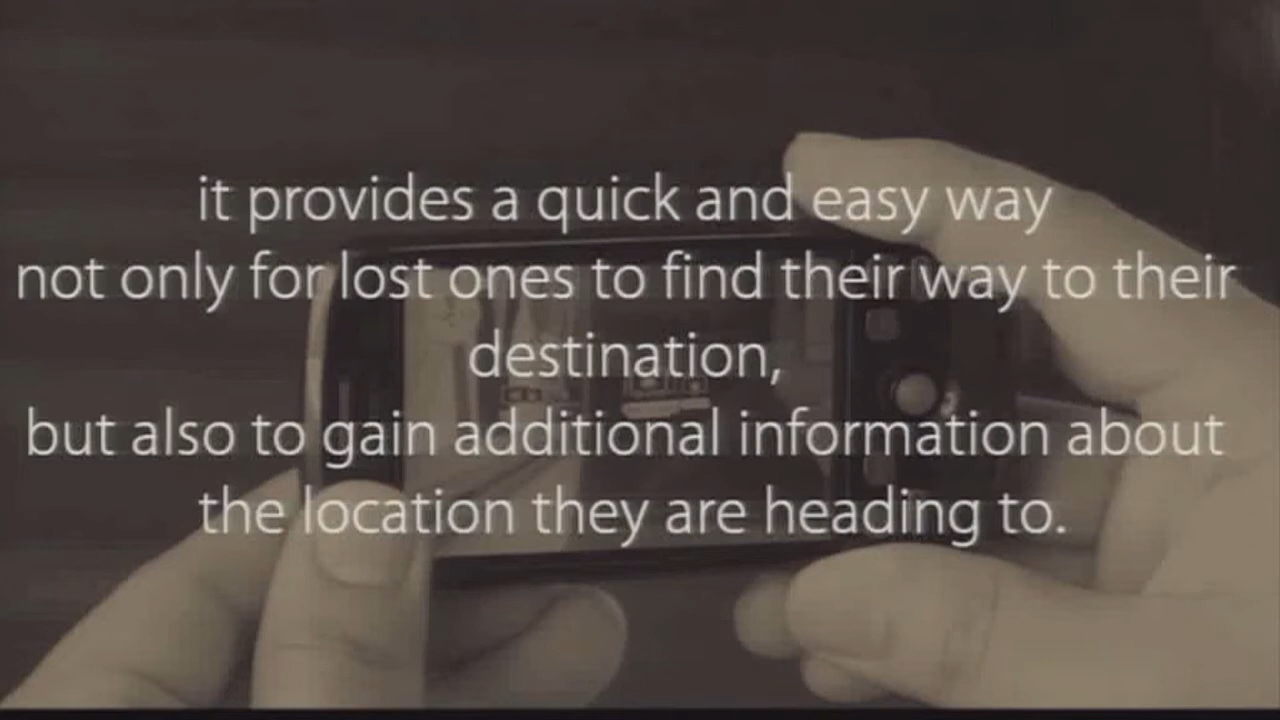 it provides a quick and easy way
not only for lost ones to find their way to their
destination,
but also to gain additional information about
the location they are heading to.